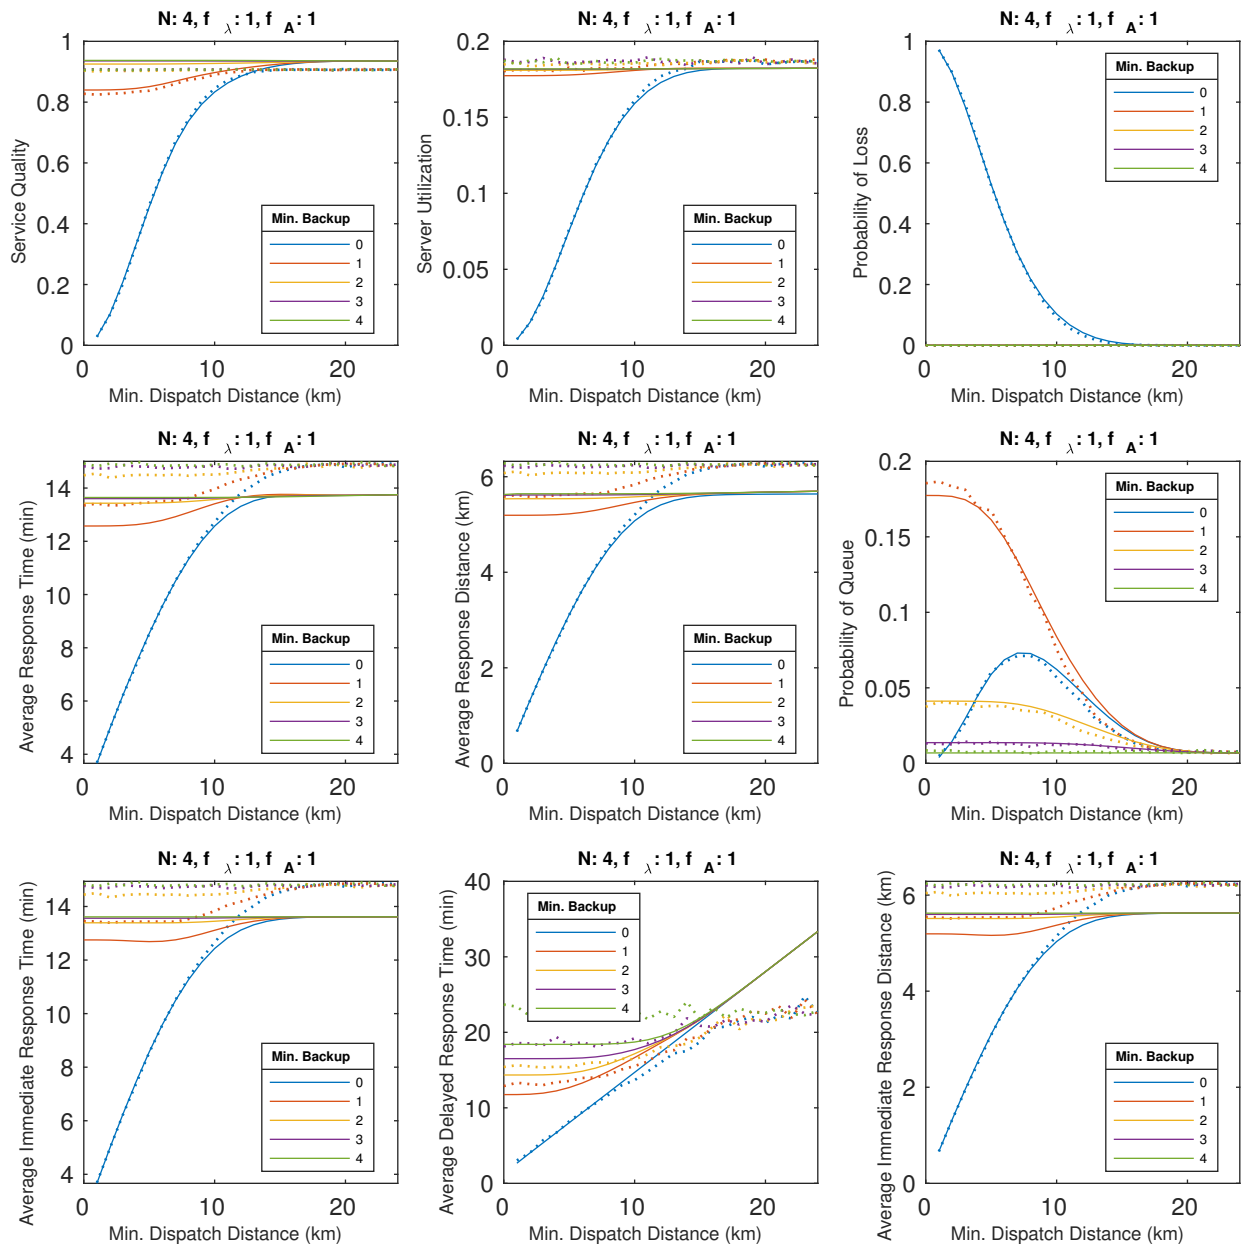 N: 4, f λ: 1, f A: 1
Service Quality
1
0.8
0.6
0.4
0.2
0
0 10 20
Min. Dispatch Distance (km)
Min. Backup
0
1
2
3
4
N: 4, f λ: 1, f A: 1
Server Utilization
0.2
0.15
0.1
0.05
0
0 10 20
Min. Dispatch Distance (km)
Min. Backup
0
1
2
3
4
N: 4, f λ: 1, f A: 1
Probability of Loss
1
0.8
0.6
0.4
0.2
0
0 10 20
Min. Dispatch Distance (km)
Min. Backup
0
1
2
3
4
N: 4, f λ: 1, f A: 1
Average Response Time (min)
14
12
10
8
6
4
0 10 20
Min. Dispatch Distance (km)
Min. Backup
0
1
2
3
4
N: 4, f λ: 1, f A: 1
Average Response Distance (km)
6
4
2
0
0 10 20
Min. Dispatch Distance (km)
Min. Backup
0
1
2
3
4
N: 4, f λ: 1, f A: 1
Probability of Queue
0.2
0.15
0.1
0.05
0
0 10 20
Min. Dispatch Distance (km)
Min. Backup
0
1
2
3
4
N: 4, f λ: 1, f A: 1
Average Immediate Response Time (min)
14
12
10
8
6
4
0 10 20
Min. Dispatch Distance (km)
Min. Backup
0
1
2
3
4
N: 4, f λ: 1, f A: 1
Average Delayed Response Time (min)
40
30
20
10
0
0 10 20
Min. Dispatch Distance (km)
Min. Backup
0
1
2
3
4
N: 4, f λ: 1, f A: 1
Average Immediate Response Distance (km)
6
4
2
0
0 10 20
Min. Dispatch Distance (km)
Min. Backup
0
1
2
3
4